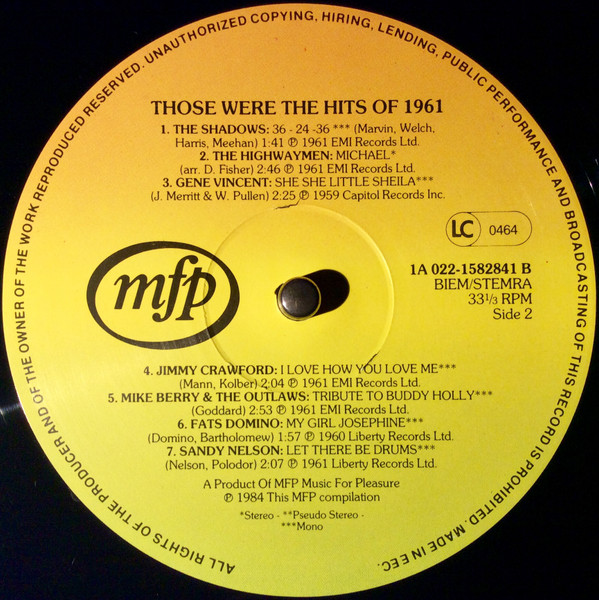 ALL RIGHTS OF THE PRODUCER AND OF THE OWNER OF THE WORK REPRODUCED RESERVED. UNAUTHORIZED COPYING, HIRING, LENDING, PUBLIC PERFORMANCE AND BROADCASTING OF THIS RECORD IS PROHIBITED. MADE IN EEC.
THOSE WERE THE HITS OF 1961
1. THE SHADOWS: 36 - 24 -36 *** (Marvin, Welch,
Harris, Meehan) 1:41 ℗ 1961 EMI Records Ltd.
2. THE HIGHWAYMEN: MICHAEL*
(arr. D. Fisher) 2:46 ℗ 1961 EMI Records Ltd.
3. GENE VINCENT: SHE SHE LITTLE SHEILA***
(J. Merritt & W. Pullen) 2:25 ℗ 1959 Capitol Records Inc.
LC 0464
mfp
1A 022-1582841 B
BIEM/STEMRA
33 1/3 RPM
Side 2
4. JIMMY CRAWFORD: I LOVE HOW YOU LOVE ME***
(Mann, Kolber) 2:04 ℗ 1961 EMI Records Ltd.
5. MIKE BERRY & THE OUTLAWS: TRIBUTE TO BUDDY HOLLY***
(Goddard) 2:53 ℗ 1961 EMI Records Ltd.
6. FATS DOMINO: MY GIRL JOSEPHINE***
(Domino, Bartholomew) 1:57 ℗ 1960 Liberty Records Ltd.
7. SANDY NELSON: LET THERE BE DRUMS***
(Nelson, Polodor) 2:07 ℗ 1961 Liberty Records Ltd.
A Product Of MFP Music For Pleasure
℗ 1984 This MFP compilation
*Stereo - **Pseudo Stereo -
***Mono